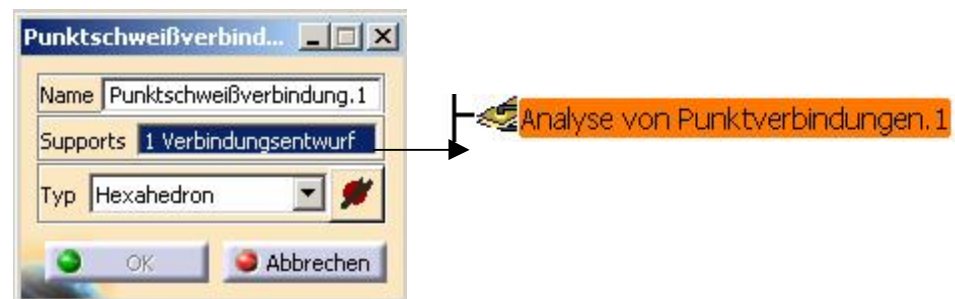 Punktschweißverbind...
Name Punktschweißverbindung.1
Supports 1 Verbindungsentwurf
Typ Hexahedron
OK Abbrechen
Analyse von Punktverbindungen.1